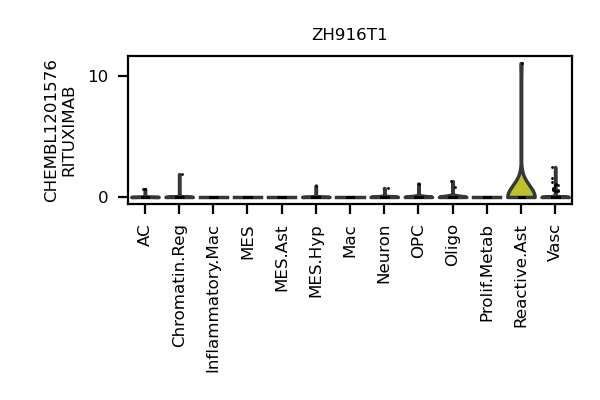 ZH916T1
CHEMBL1201576
RITUXIMAB
10
0
AC
Chromatin.Reg
Inflammatory.Mac
MES
MES.Ast
MES.Hyp
Mac
Neuron
OPC
Oligo
Prolif.Metab
Reactive.Ast
Vasc